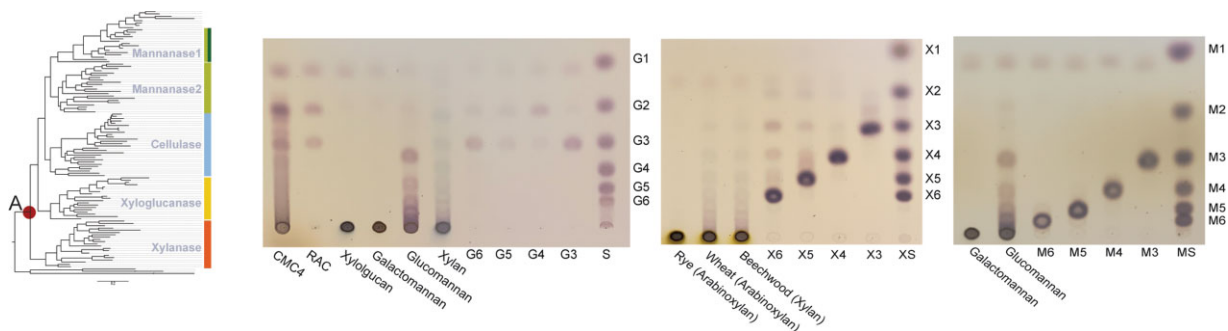 A
Mannanase1
Mannanase2
Cellulase
Xyloglucanase
Xylanase
G1
G2
G3
G4
G5
G6
CMC4
RAC
Xylolgucan
Galactomannan
Glucomannan
Xylan
G6
G5
G4
G3
S
X1
X2
X3
X4
X5
X6
Rye (Arabinoxylan)
Wheat (Arabinoxylan)
Beechwood (Xylan)
X6
X5
X4
X3
XS
M1
M2
M3
M4
M5
M6
Galactomannan
Glucomannan
M6
M5
M4
M3
MS